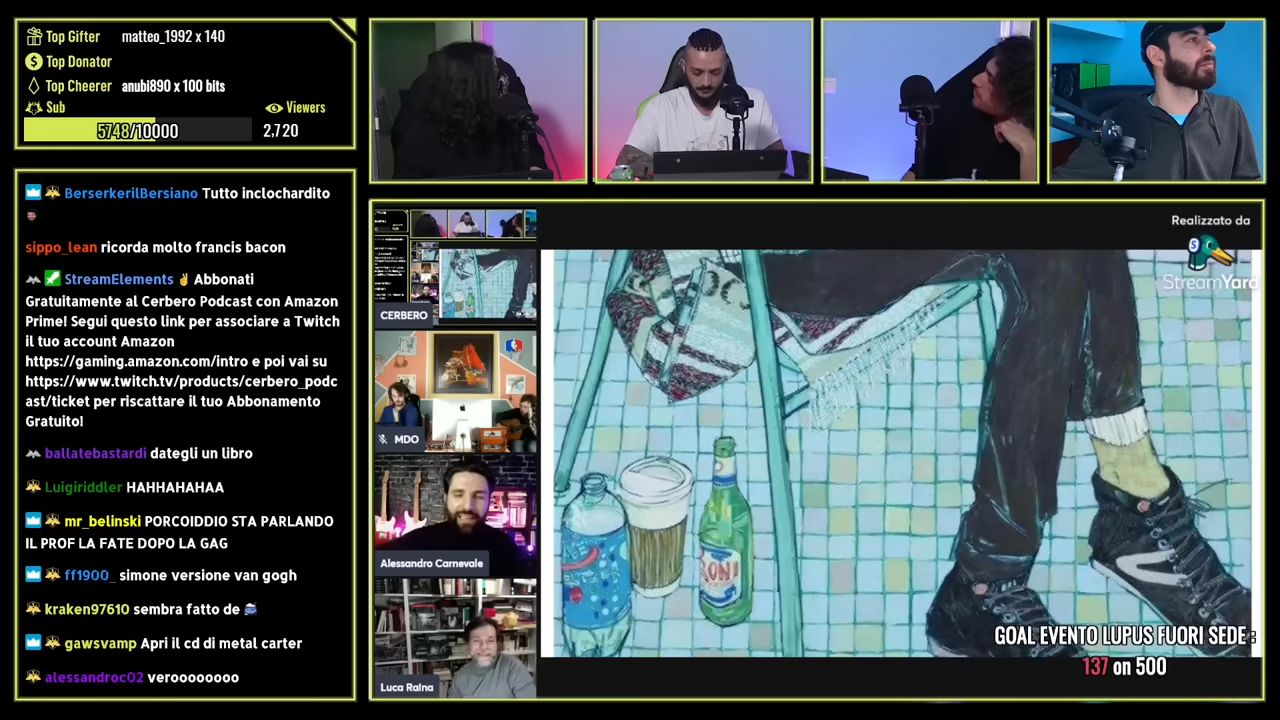 Top Gifter matteo_1992 x 140
Top Donator
Top Cheerer anubi890 x 100 bits
Sub Viewers
5748/10000 2,720
BerserkerilBersiano Tutto inclochardito
sippo_lean ricorda molto francis bacon
StreamElements Abbonati
Gratuitamente al Cerbero Podcast con Amazon
Prime! Segui questo link per associare a Twitch
il tuo account Amazon
https://gaming.amazon.com/intro e poi vai su
https://www.twitch.tv/products/cerbero_podc
ast/ticket per riscattare il tuo Abbonamento
Gratuito!
ballatebastardi dategli un libro
Luigiriddler HAHHAHAHAA
mr_belinski PORCOIDDIO STA PARLANDO
IL PROF LA FATE DOPO LA GAG
ff1900_ simone versione van gogh
kraken97610 sembra fatto de
gawsvamp Apri il cd di metal carter
alessandroc02 veroooooooo
CERBERO
MDO
Alessandro Carnevale
Luca Raina
Realizzato da
StreamYard
RONI
GOAL EVENTO LUPUS FUORI SEDE :
137 on 500